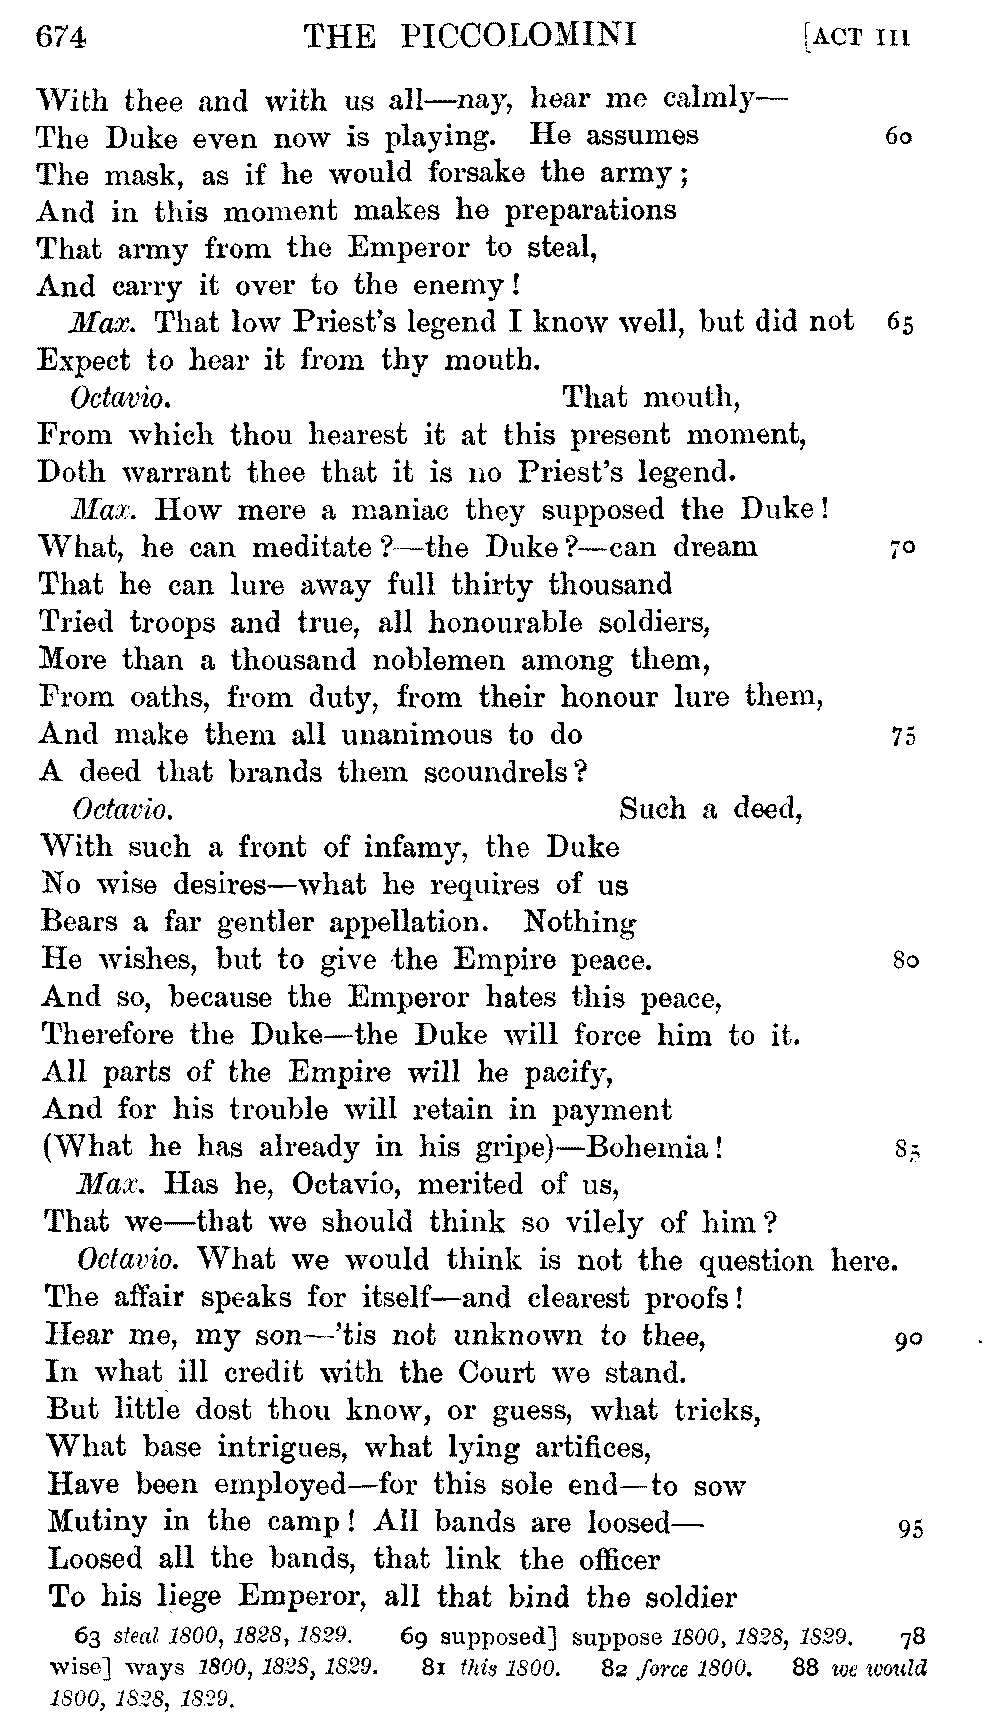 674 THE PICCOLOMINI [ACT III
With thee and with us all—nay, hear me calmly—
The Duke even now is playing. He assumes 60
The mask, as if he would forsake the army;
And in this moment makes he preparations
That army from the Emperor to steal,
And carry it over to the enemy!
Max. That low Priest's legend I know well, but did not 65
Expect to hear it from thy mouth.
Octavio. That mouth,
From which thou hearest it at this present moment,
Doth warrant thee that it is no Priest's legend.
Max. How mere a maniac they supposed the Duke!
What, he can meditate?—the Duke?—can dream 70
That he can lure away full thirty thousand
Tried troops and true, all honourable soldiers,
More than a thousand noblemen among them,
From oaths, from duty, from their honour lure them,
And make them all unanimous to do 75
A deed that brands them scoundrels?
Octavio. Such a deed,
With such a front of infamy, the Duke
No wise desires—what he requires of us
Bears a far gentler appellation. Nothing
He wishes, but to give the Empire peace. 80
And so, because the Emperor hates this peace,
Therefore the Duke—the Duke will force him to it.
All parts of the Empire will he pacify,
And for his trouble will retain in payment
(What he has already in his gripe)—Bohemia! 85
Max. Has he, Octavio, merited of us,
That we—that we should think so vilely of him?
Octavio. What we would think is not the question here.
The affair speaks for itself—and clearest proofs!
Hear me, my son—'tis not unknown to thee, 90
In what ill credit with the Court we stand.
But little dost thou know, or guess, what tricks,
What base intrigues, what lying artifices,
Have been employed—for this sole end—to sow
Mutiny in the camp! All bands are loosed— 95
Loosed all the bands, that link the officer
To his liege Emperor, all that bind the soldier
63 steal 1800, 1828, 1829. 69 supposed] suppose 1800, 1828, 1829. 78
wise] ways 1800, 1828, 1829. 81 this 1800. 82 force 1800. 88 we would
1800, 1828, 1829.